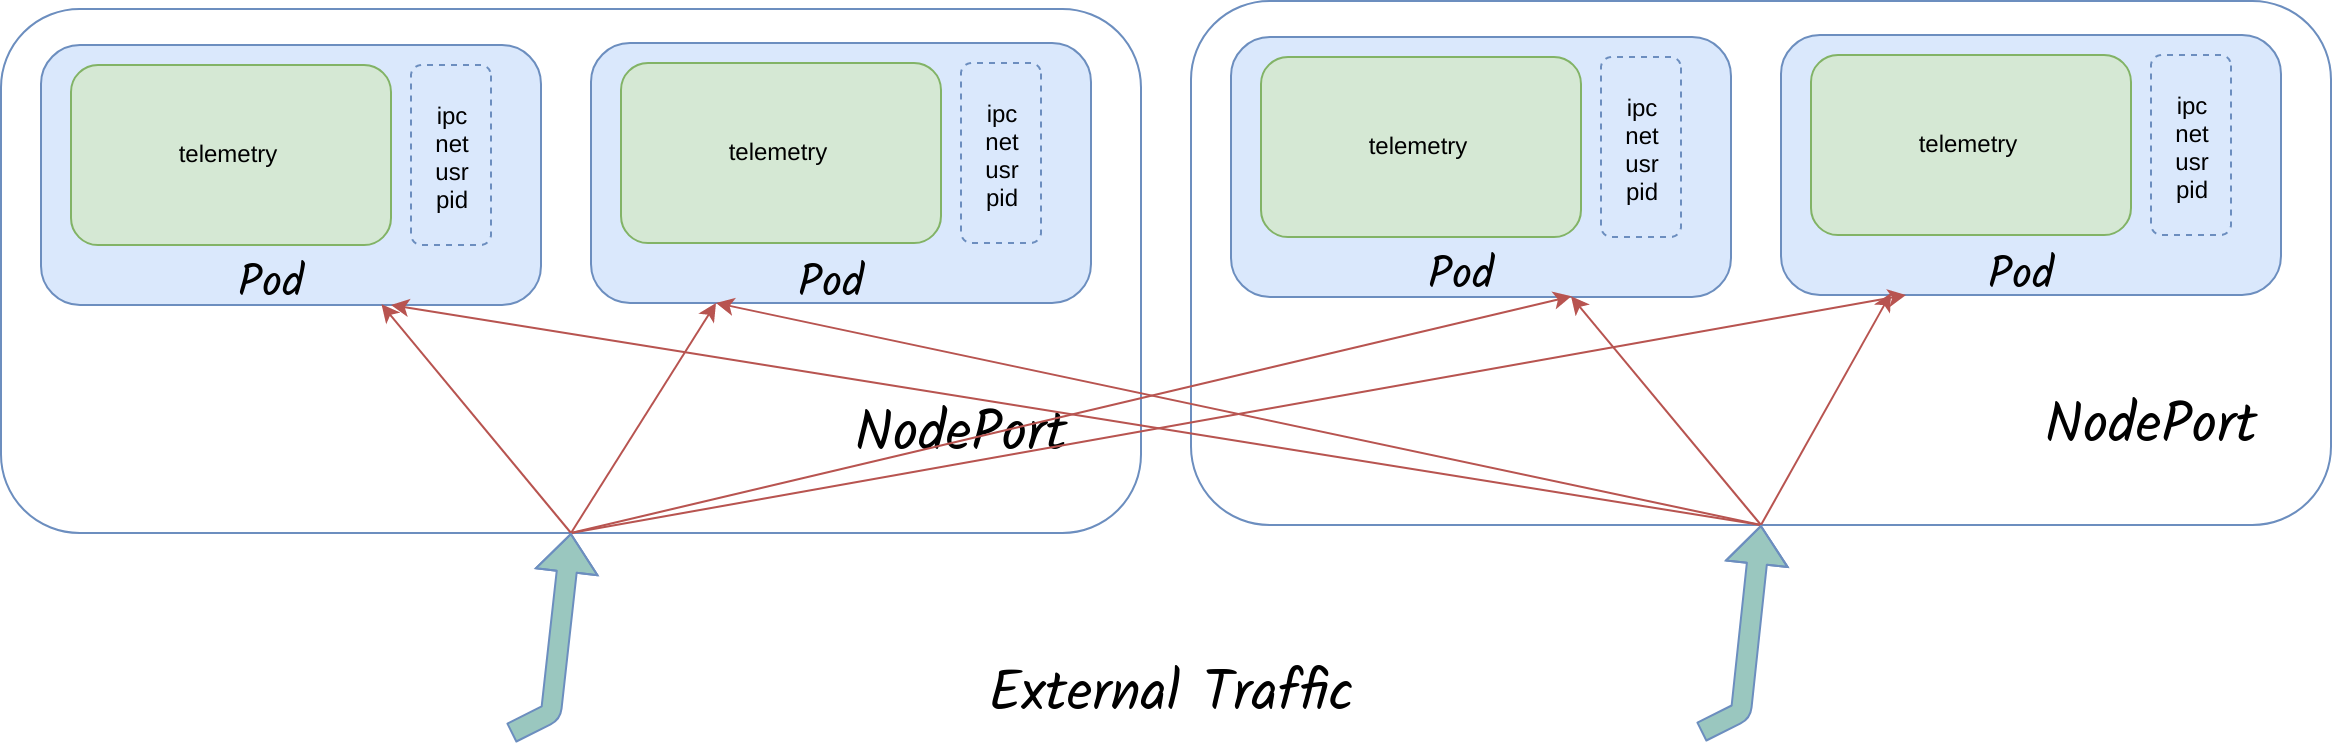 telemetry
ipc
net
usr
pid
Pod
telemetry
ipc
net
usr
pid
Pod
NodePort
telemetry
ipc
net
usr
pid
Pod
telemetry
ipc
net
usr
pid
Pod
NodePort
External Traffic